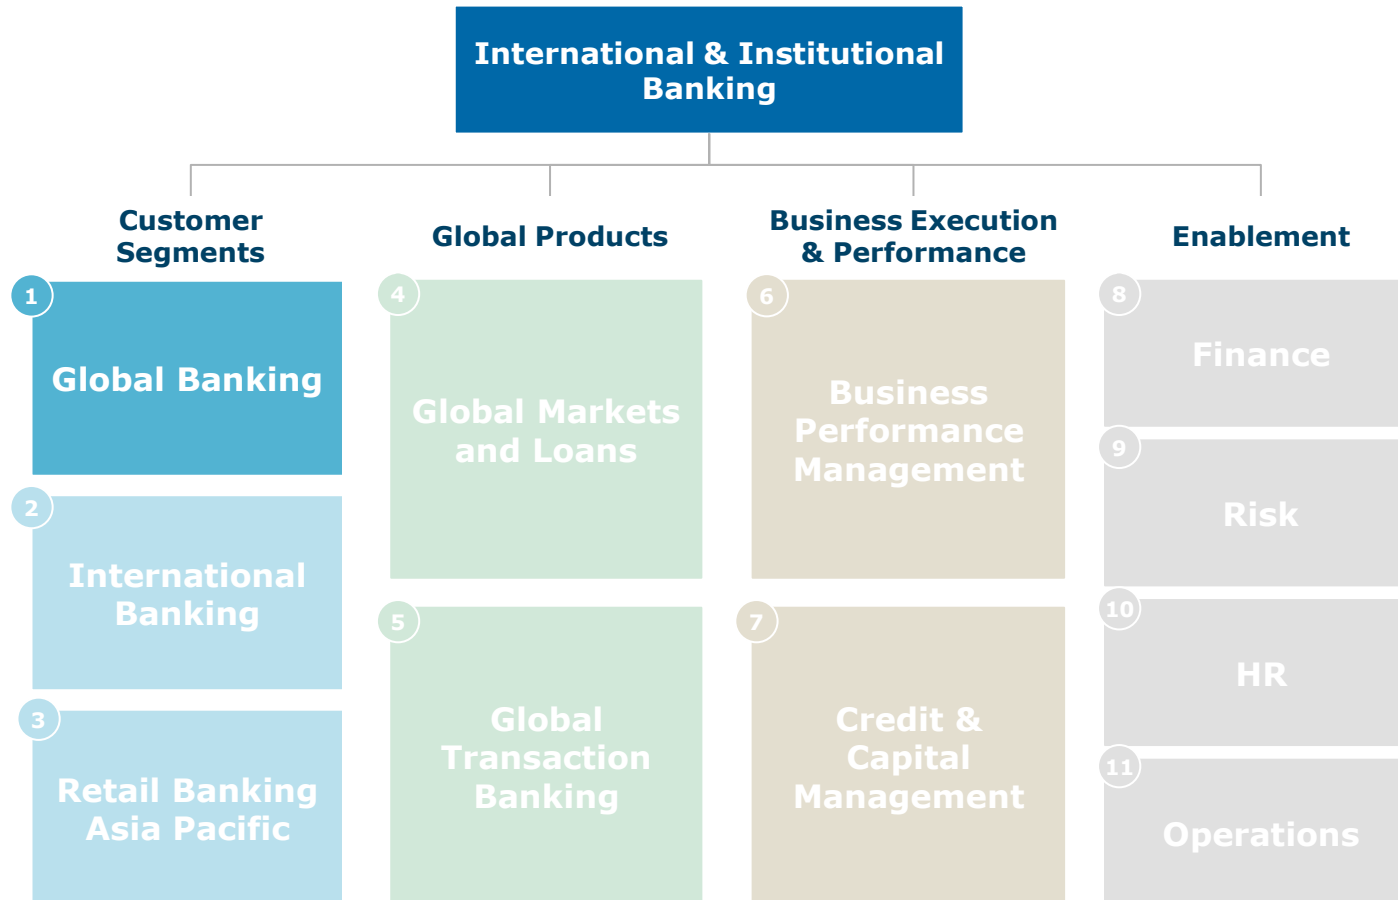 International & Institutional
Banking
Customer
Segments
1
Global Banking
2
International
Banking
3
Retail Banking
Asia Pacific
Global Products
4
Global Markets
and Loans
5
Global
Transaction
Banking
Business Execution
& Performance
6
Business
Performance
Management
7
Credit &
Capital
Management
Enablement
8
Finance
9
Risk
10
HR
11
Operations